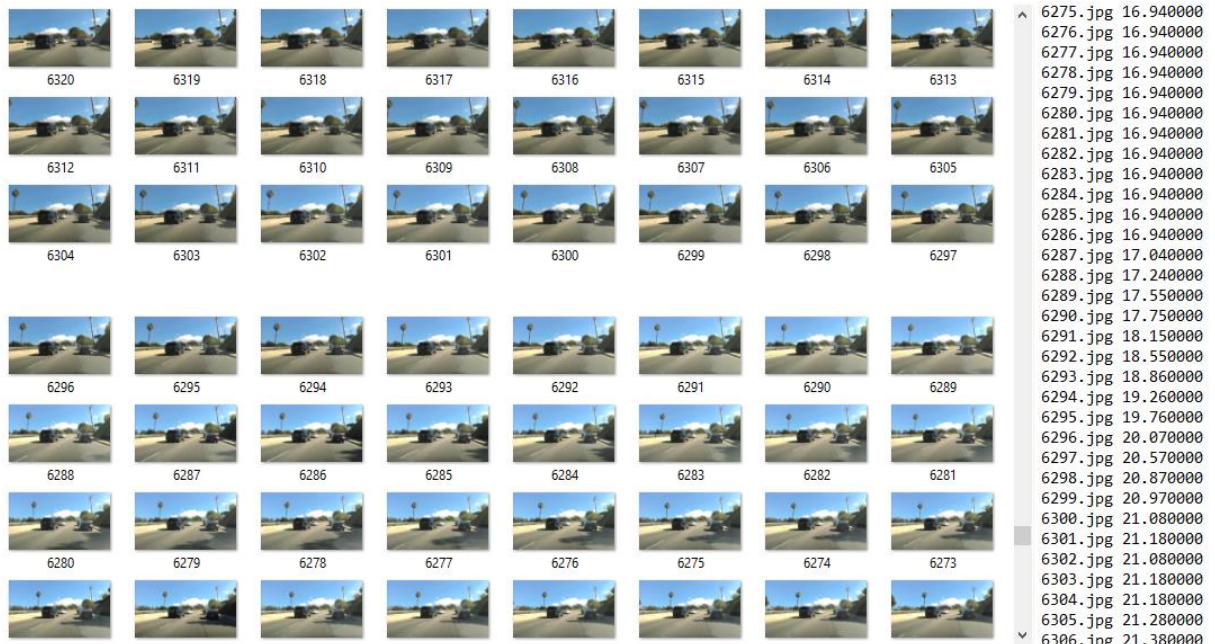 6320 6319 6318 6317 6316 6315 6314 6313
6312 6311 6310 6309 6308 6307 6306 6305
6304 6303 6302 6301 6300 6299 6298 6297
6296 6295 6294 6293 6292 6291 6290 6289
6288 6287 6286 6285 6284 6283 6282 6281
6280 6279 6278 6277 6276 6275 6274 6273
6275.jpg 16.940000
6276.jpg 16.940000
6277.jpg 16.940000
6278.jpg 16.940000
6279.jpg 16.940000
6280.jpg 16.940000
6281.jpg 16.940000
6282.jpg 16.940000
6283.jpg 16.940000
6284.jpg 16.940000
6285.jpg 16.940000
6286.jpg 16.940000
6287.jpg 17.040000
6288.jpg 17.240000
6289.jpg 17.550000
6290.jpg 17.750000
6291.jpg 18.150000
6292.jpg 18.550000
6293.jpg 18.860000
6294.jpg 19.260000
6295.jpg 19.760000
6296.jpg 20.070000
6297.jpg 20.570000
6298.jpg 20.870000
6299.jpg 20.970000
6300.jpg 21.080000
6301.jpg 21.180000
6302.jpg 21.080000
6303.jpg 21.180000
6304.jpg 21.180000
6305.jpg 21.280000
6306.jpg 21.380000